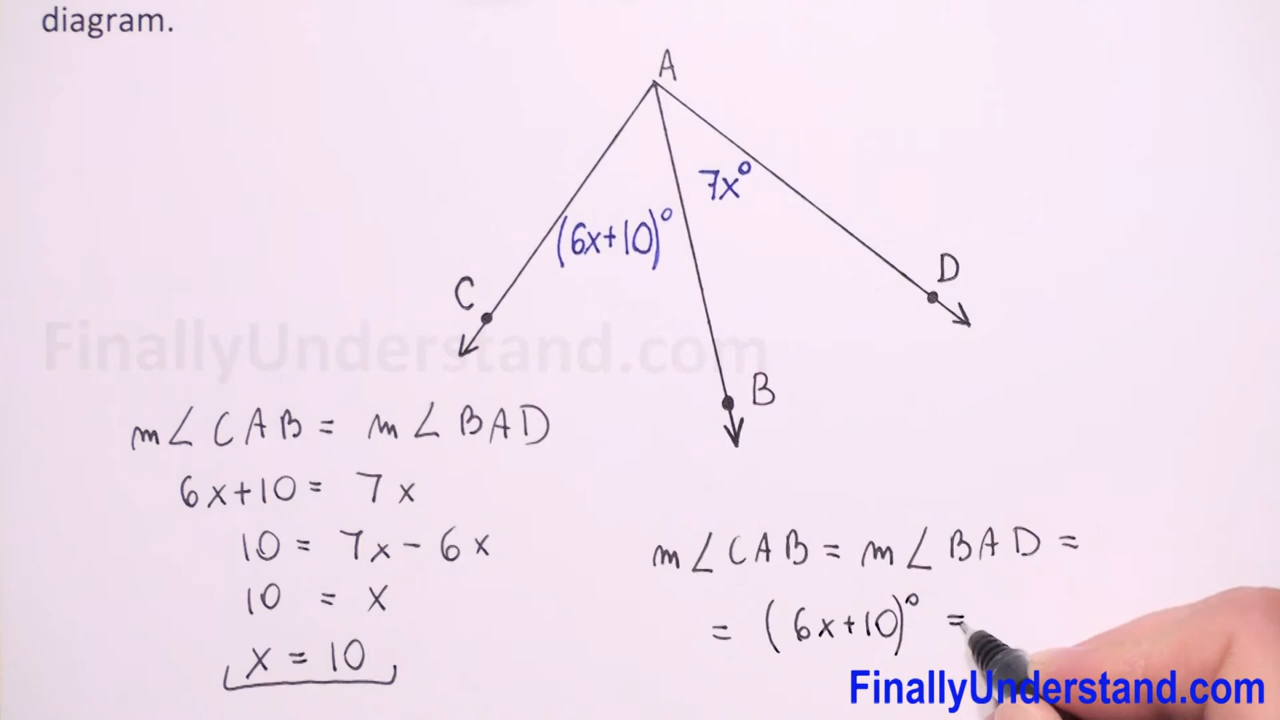 diagram.
A
7x°
(6x+10)°
D
C
FinallyUnderstand.com
B
m∠CAB = m∠BAD
6x+10 = 7x
10 = 7x - 6x
10 = x
x = 10
m∠CAB = m∠BAD =
= (6x+10)° =
FinallyUnderstand.com